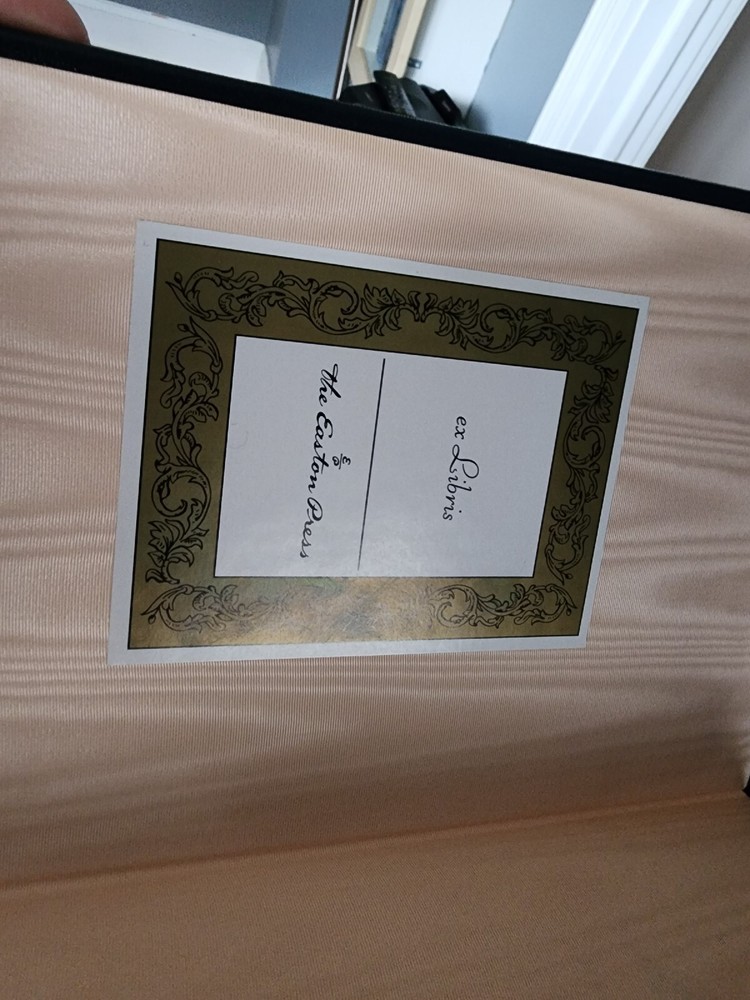 ex Libris
The Easton Press